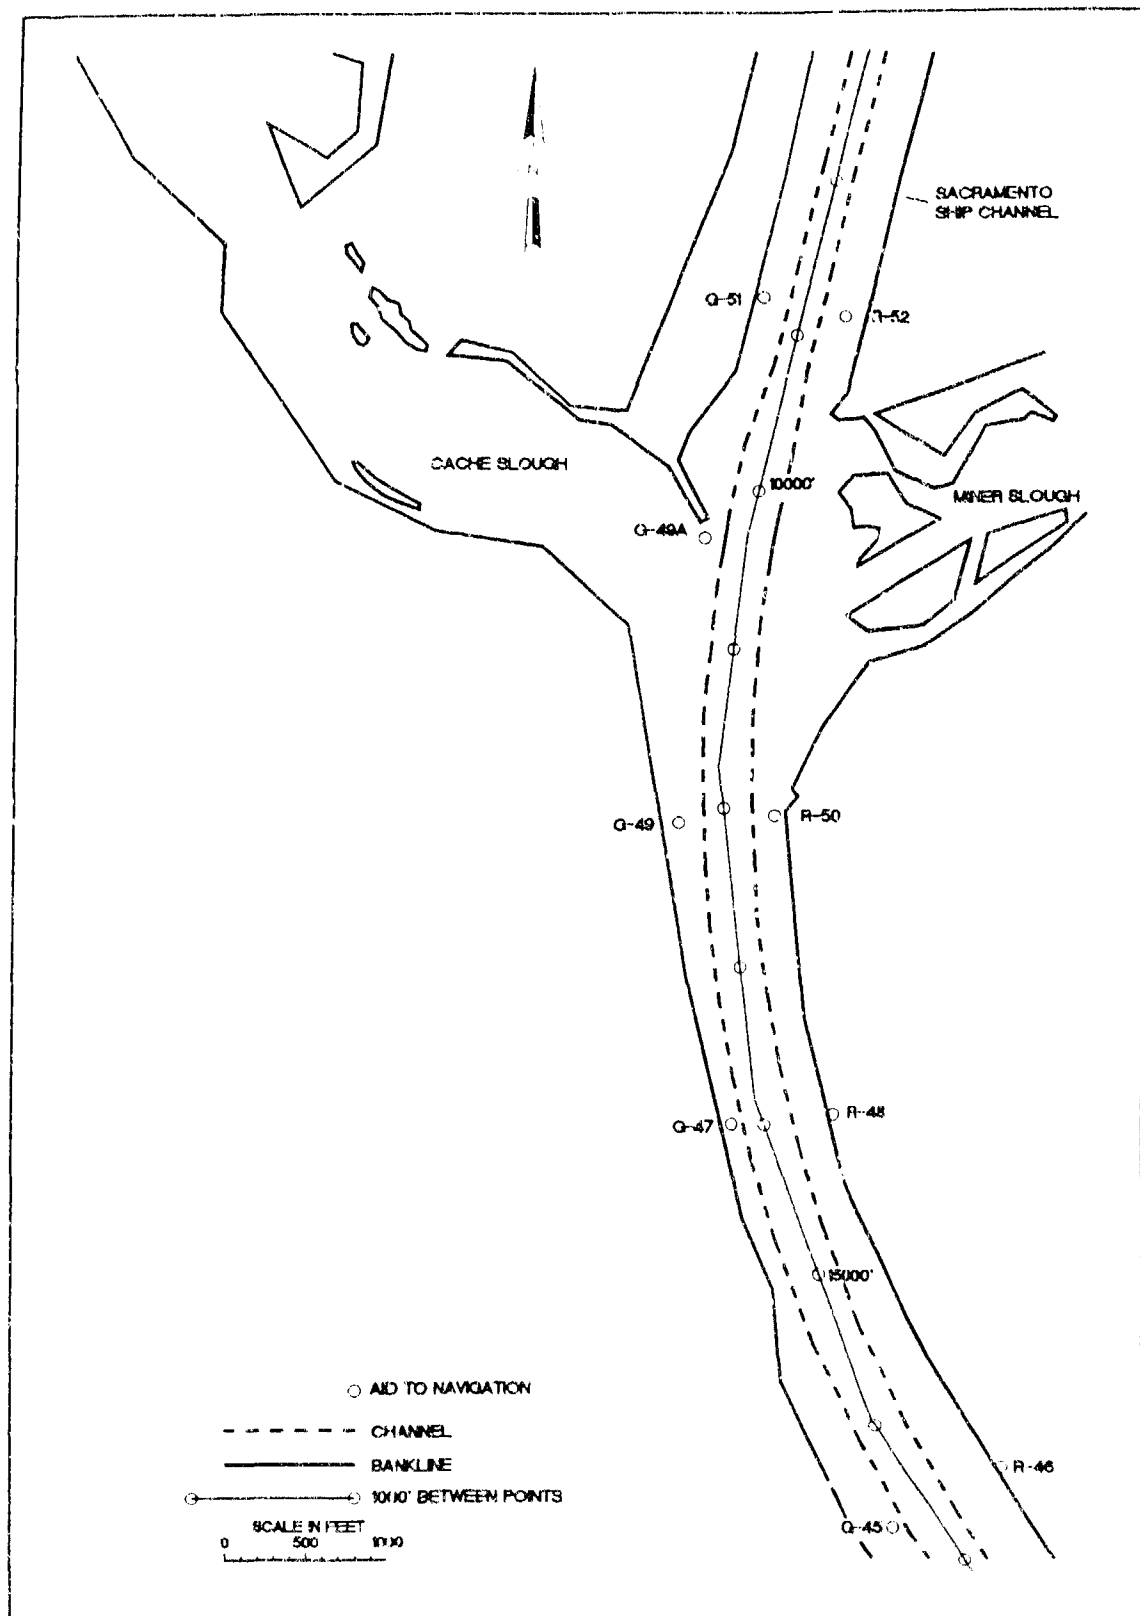 N
SACRAMENTO
SHIP CHANNEL
G-51
R-52
CACHE SLOUGH
10000'
MINER SLOUGH
G-49A
G-49
R-50
G-47
R-48
15000'
AID TO NAVIGATION
CHANNEL
BANKLINE
R-46
1000' BETWEEN POINTS
SCALE IN FEET
G-45
0 500 1000